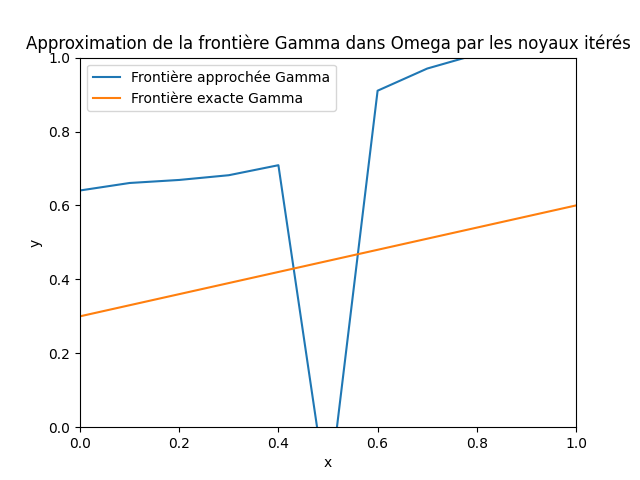 Approximation de la frontière Gamma dans Omega par les noyaux itérés
1.0
Frontière approchée Gamma
Frontière exacte Gamma
0.8
0.6
y
0.4
0.2
0.0
0.0 0.2 0.4 0.6 0.8 1.0
x